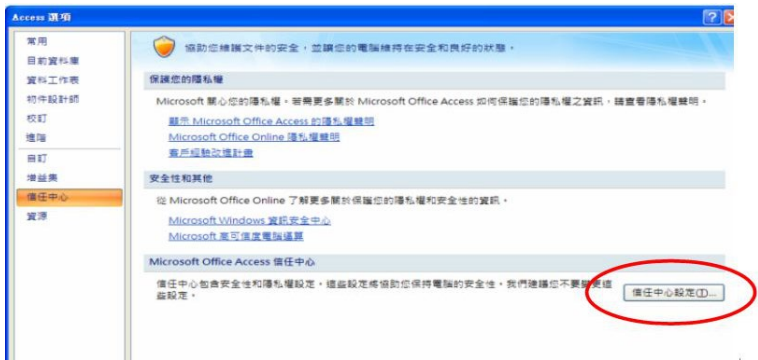 Access 選項
常用
目前資料庫
資料工作表
物件設計師
校訂
進階
自訂
增益集
信任中心
資源
協助您維護文件的安全，並讓您的電腦維持在安全和良好的狀態。
保護您的隱私權
Microsoft 關心您的隱私權。若需更多關於 Microsoft Office Access 如何保護您的隱私權之資訊，請查看隱私權聲明。
顯示 Microsoft Office Access 的隱私權聲明
Microsoft Office Online 隱私權聲明
客戶經驗改進計畫
安全性和其他
從 Microsoft Office Online 了解更多關於保護您的隱私權和安全性的資訊。
Microsoft Windows 資訊安全中心
Microsoft 高可信度電腦運算
Microsoft Office Access 信任中心
信任中心包含安全性和隱私權設定。這些設定將協助您保持電腦的安全性。我們建議您不要變更這
些設定。
信任中心設定(T)...